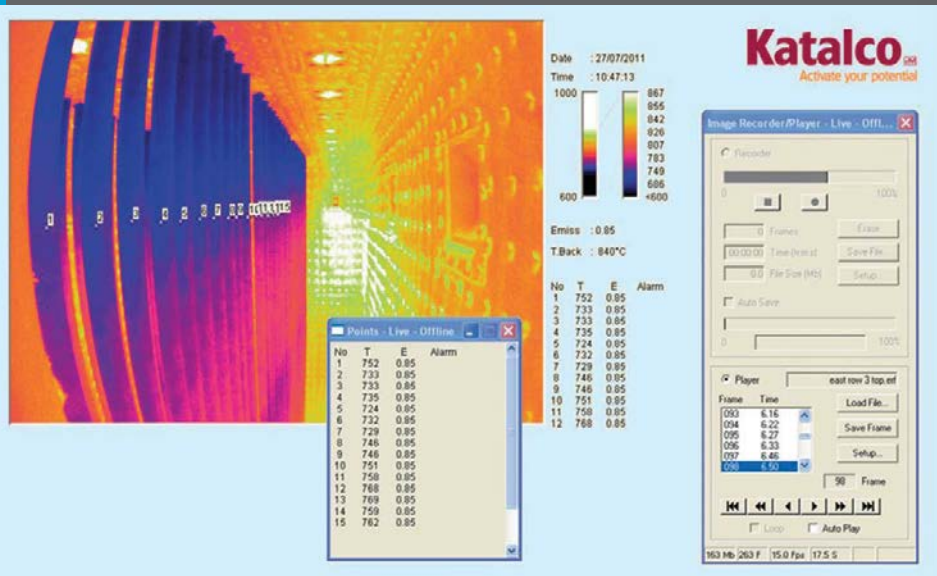 Katalco
Activate your potential
Date : 27/07/2011
Time : 10:47:13
1000
600
867
855
842
826
807
783
749
686
<600
Emiss : 0.85
T.Back : 840°C
No T E Alarm
1 752 0.85
2 733 0.85
3 733 0.85
4 735 0.85
5 724 0.85
6 732 0.85
7 729 0.85
8 746 0.85
9 746 0.85
10 751 0.85
11 758 0.85
12 768 0.85
1 2 3 4 5 6 7 8 9
Points - Live - Offline
No T E Alarm
1 752 0.85
2 733 0.85
3 733 0.85
4 735 0.85
5 724 0.85
6 732 0.85
7 729 0.85
8 746 0.85
9 746 0.85
10 751 0.85
11 758 0.85
12 768 0.85
13 769 0.85
14 759 0.85
15 762 0.85
Image Recorder/Player - Live - Offl...
Recorder
0 100%
0 Frames Erase
00:00:00 Time (h:m:s) Save File
0.0 File Size (Mb) Setup
Auto Save
0 100%
Player east row 3 top.erf
Frame Time Load File...
093 6.16
094 6.22 Save Frame
095 6.27
096 6.33 Setup...
097 6.46
098 6.50
98 Frame
Loop Auto Play
163 Mb 263 F 15.0 Fps 17.5 S